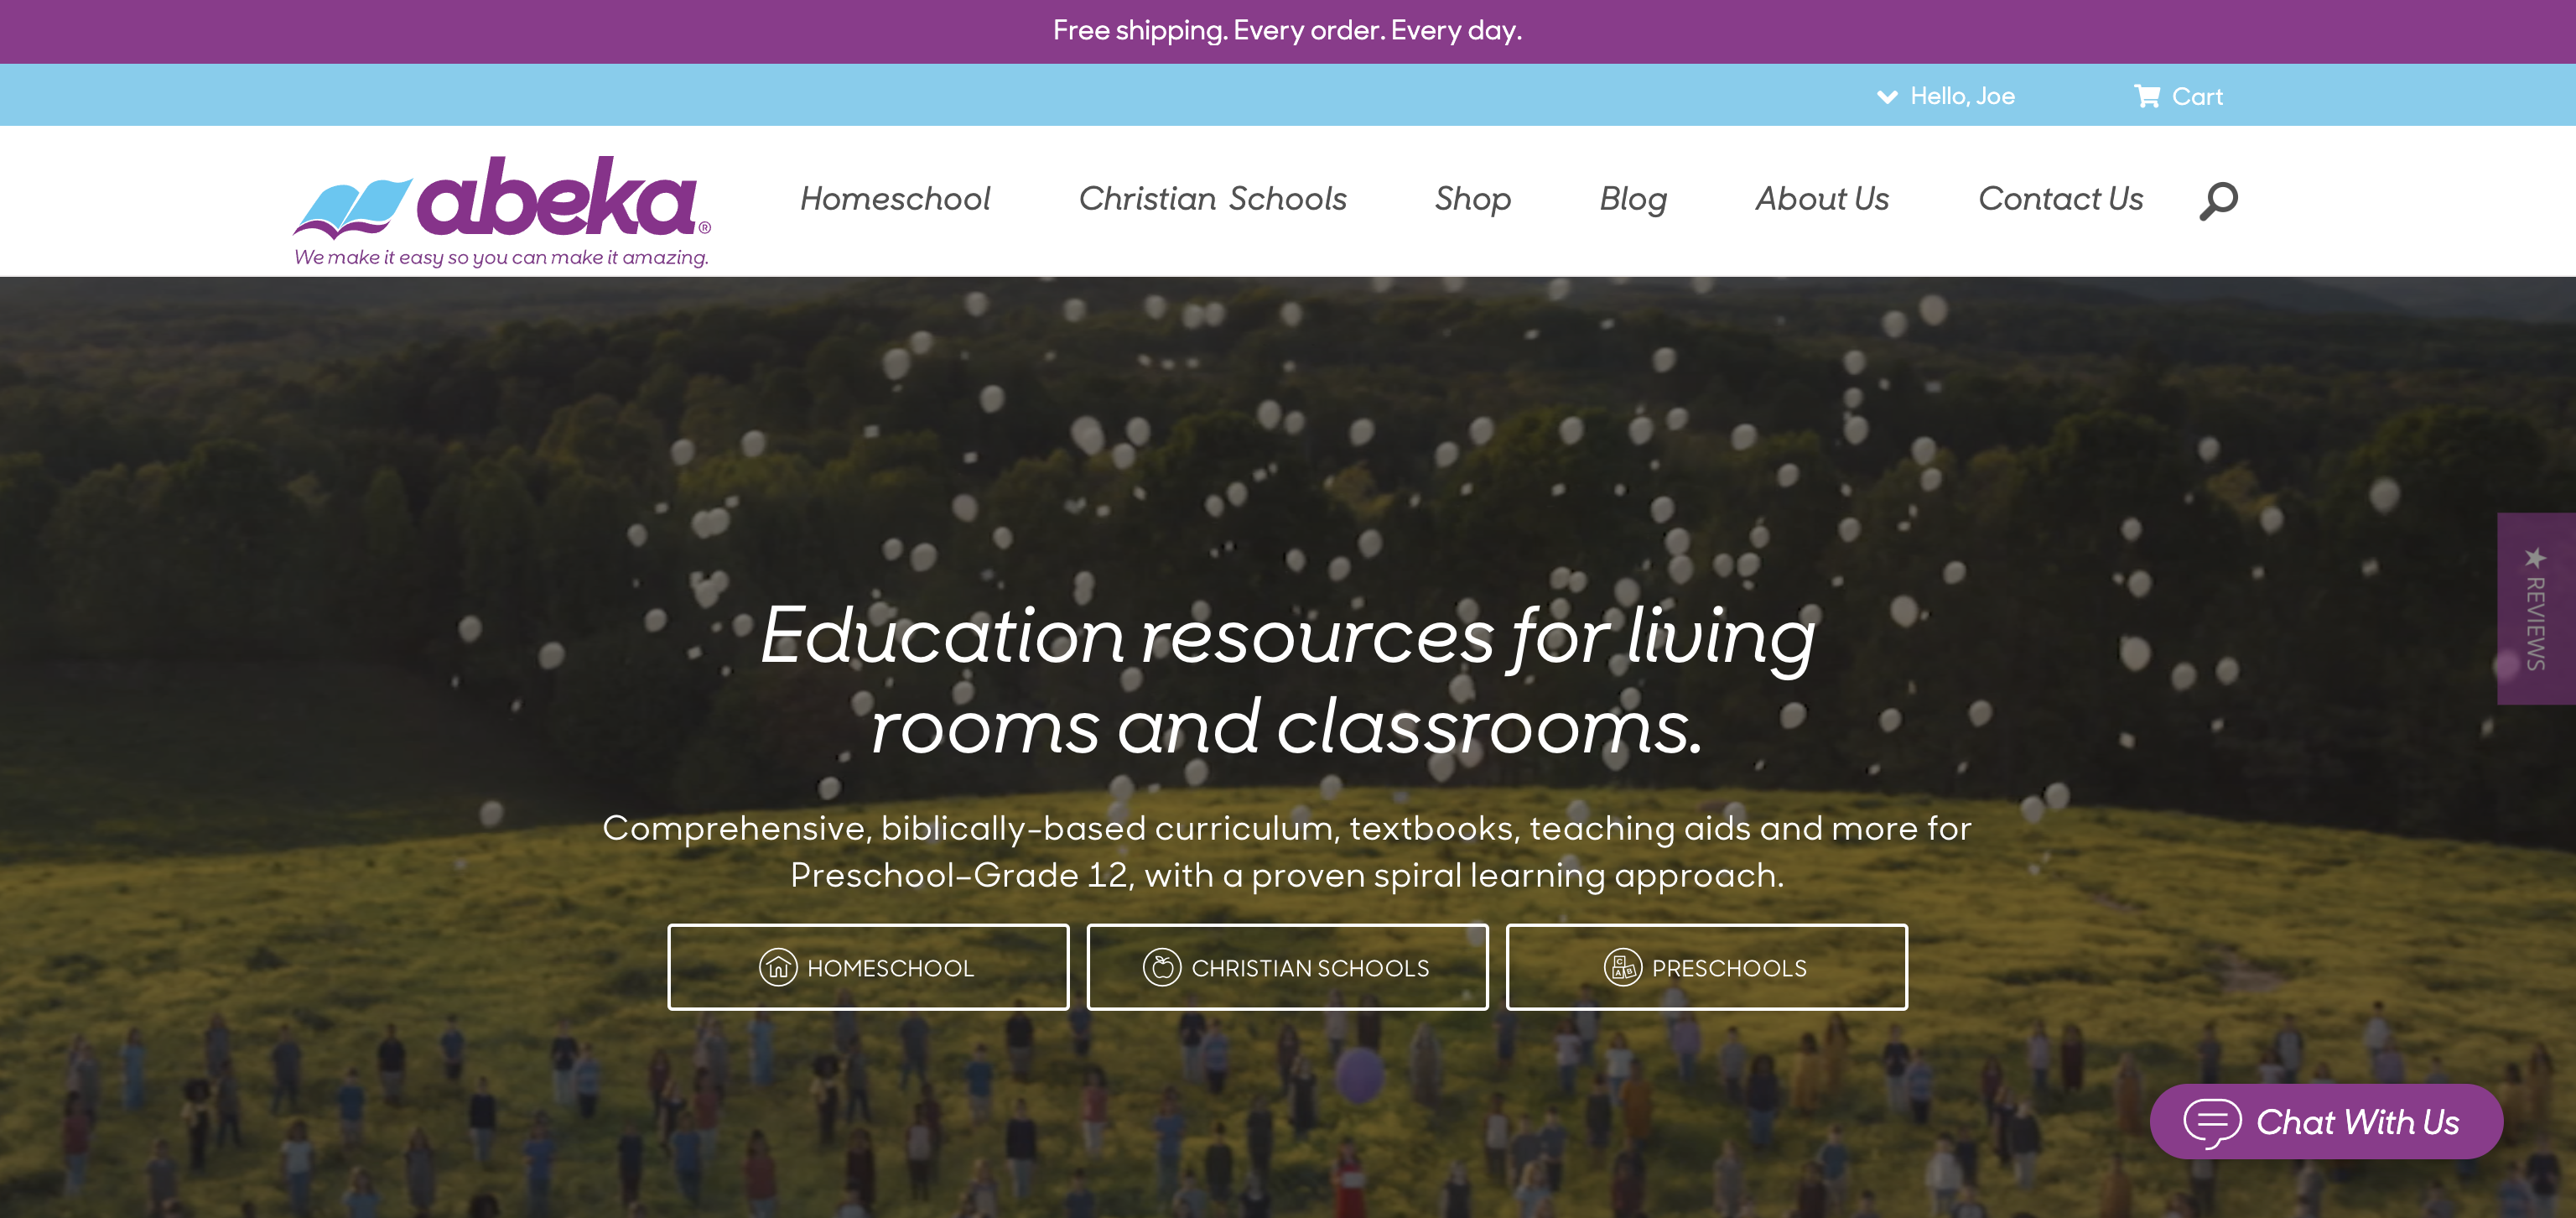 Free shipping. Every order. Every day.
Hello, Joe
Cart
abeka®
We make it easy so you can make it amazing.
Homeschool
Christian Schools
Shop
Blog
About Us
Contact Us
★ REVIEWS
Education resources for living
rooms and classrooms.
Comprehensive, biblically-based curriculum, textbooks, teaching aids and more for
Preschool–Grade 12, with a proven spiral learning approach.
HOMESCHOOL
CHRISTIAN SCHOOLS
PRESCHOOLS
Chat With Us